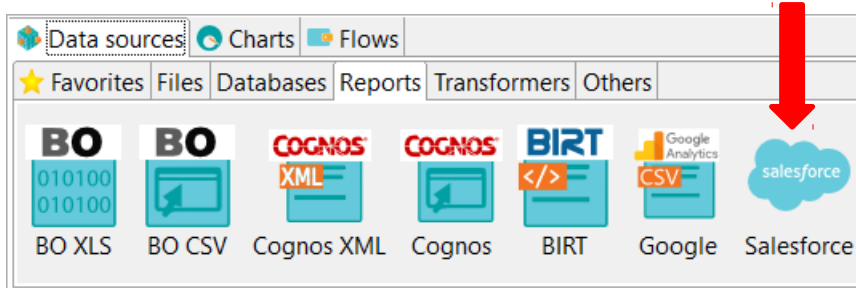 Data sources Charts Flows
Favorites Files Databases Reports Transformers Others
BO BO COGNOS COGNOS BIRT Google Analytics salesforce
010100 XML </> CSV
010100
BO XLS BO CSV Cognos XML Cognos BIRT Google Salesforce